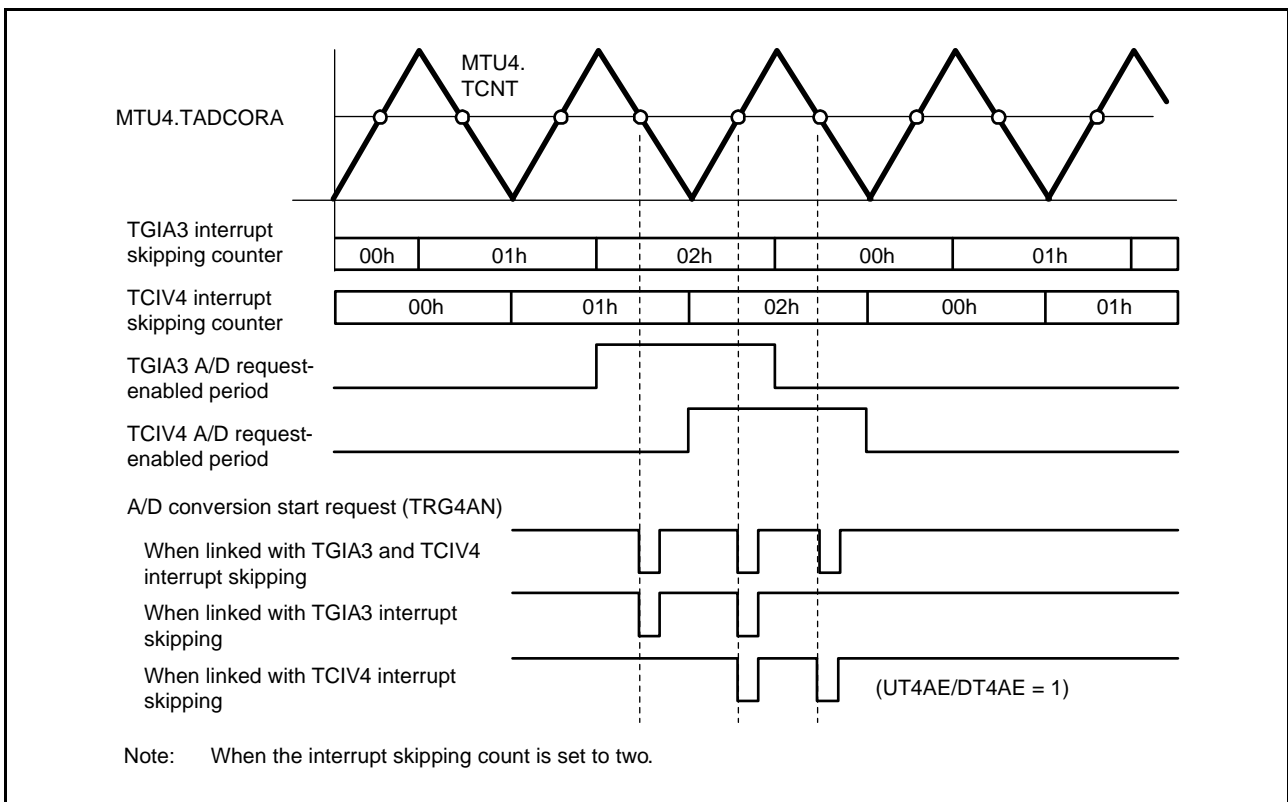 MTU4.
TCNT
MTU4.TADCORA
TGIA3 interrupt
skipping counter
00h 01h 02h 00h 01h
TCIV4 interrupt
skipping counter
00h 01h 02h 00h 01h
TGIA3 A/D request-
enabled period
TCIV4 A/D request-
enabled period
A/D conversion start request (TRG4AN)
When linked with TGIA3 and TCIV4
interrupt skipping
When linked with TGIA3 interrupt
skipping
When linked with TCIV4 interrupt
skipping
(UT4AE/DT4AE = 1)
Note: When the interrupt skipping count is set to two.